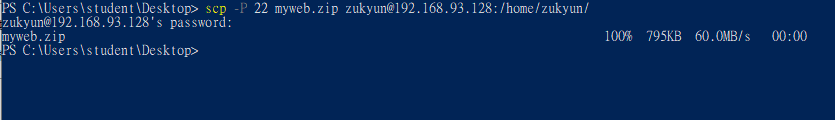 PS C:\Users\student\Desktop> scp -P 22 myweb.zip zukyun@192.168.93.128:/home/zukyun/
zukyun@192.168.93.128's password:
myweb.zip 100% 795KB 60.0MB/s 00:00
PS C:\Users\student\Desktop>